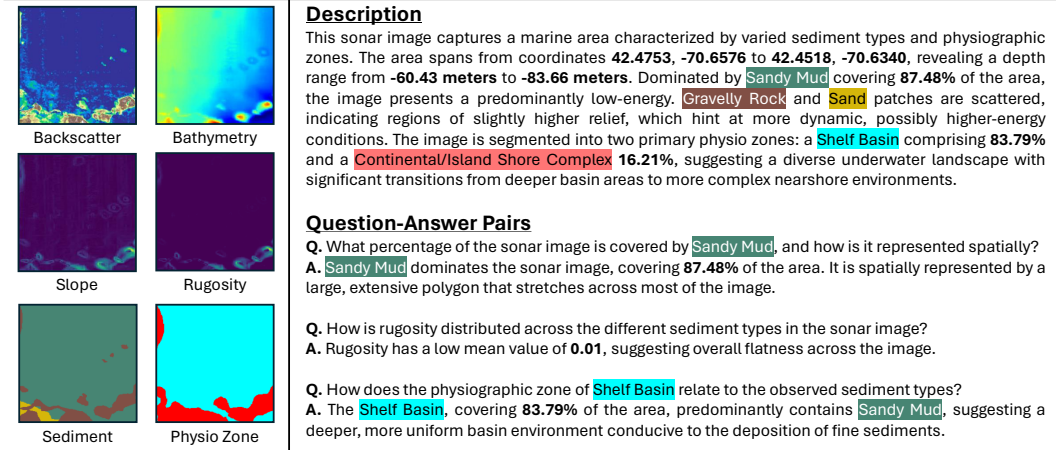 Backscatter
Bathymetry
Slope
Rugosity
Sediment
Physio Zone
Description
This sonar image captures a marine area characterized by varied sediment types and physiographic
zones. The area spans from coordinates 42.4753, -70.6576 to 42.4518, -70.6340, revealing a depth
range from -60.43 meters to -83.66 meters. Dominated by Sandy Mud covering 87.48% of the area,
the image presents a predominantly low-energy. Gravelly Rock and Sand patches are scattered,
indicating regions of slightly higher relief, which hint at more dynamic, possibly higher-energy
conditions. The image is segmented into two primary physio zones: a Shelf Basin comprising 83.79%
and a Continental/Island Shore Complex 16.21%, suggesting a diverse underwater landscape with
significant transitions from deeper basin areas to more complex nearshore environments.
Question-Answer Pairs
Q. What percentage of the sonar image is covered by Sandy Mud, and how is it represented spatially?
A. Sandy Mud dominates the sonar image, covering 87.48% of the area. It is spatially represented by a
large, extensive polygon that stretches across most of the image.
Q. How is rugosity distributed across the different sediment types in the sonar image?
A. Rugosity has a low mean value of 0.01, suggesting overall flatness across the image.
Q. How does the physiographic zone of Shelf Basin relate to the observed sediment types?
A. The Shelf Basin, covering 83.79% of the area, predominantly contains Sandy Mud, suggesting a
deeper, more uniform basin environment conducive to the deposition of fine sediments.